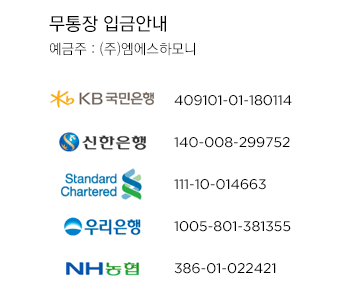 무통장 입금안내
예금주 : (주)엠에스하모니
KB국민은행 409101-01-180114
신한은행 140-008-299752
Standard Chartered 111-10-014663
우리은행 1005-801-381355
NH농협 386-01-022421